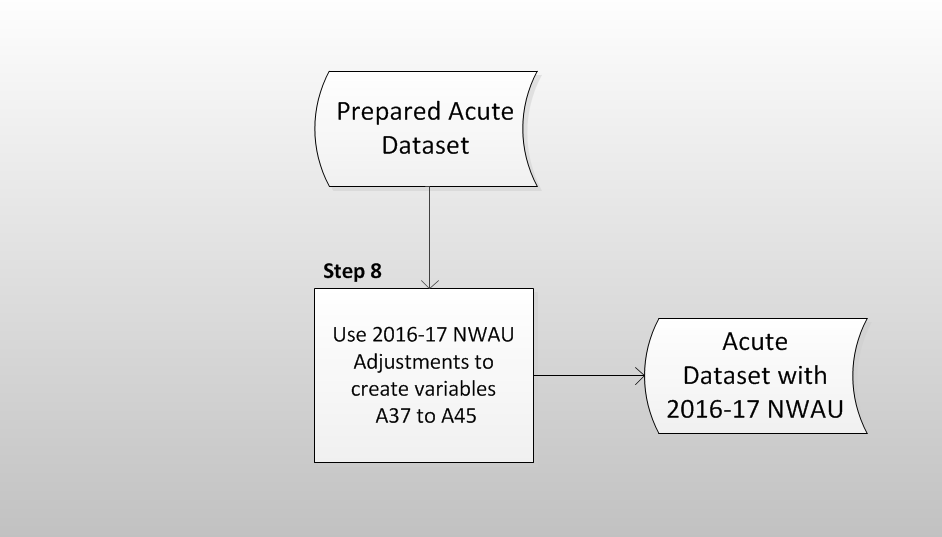 Prepared Acute
Dataset
Step 8
Use 2016-17 NWAU
Adjustments to
create variables
A37 to A45
Acute
Dataset with
2016-17 NWAU